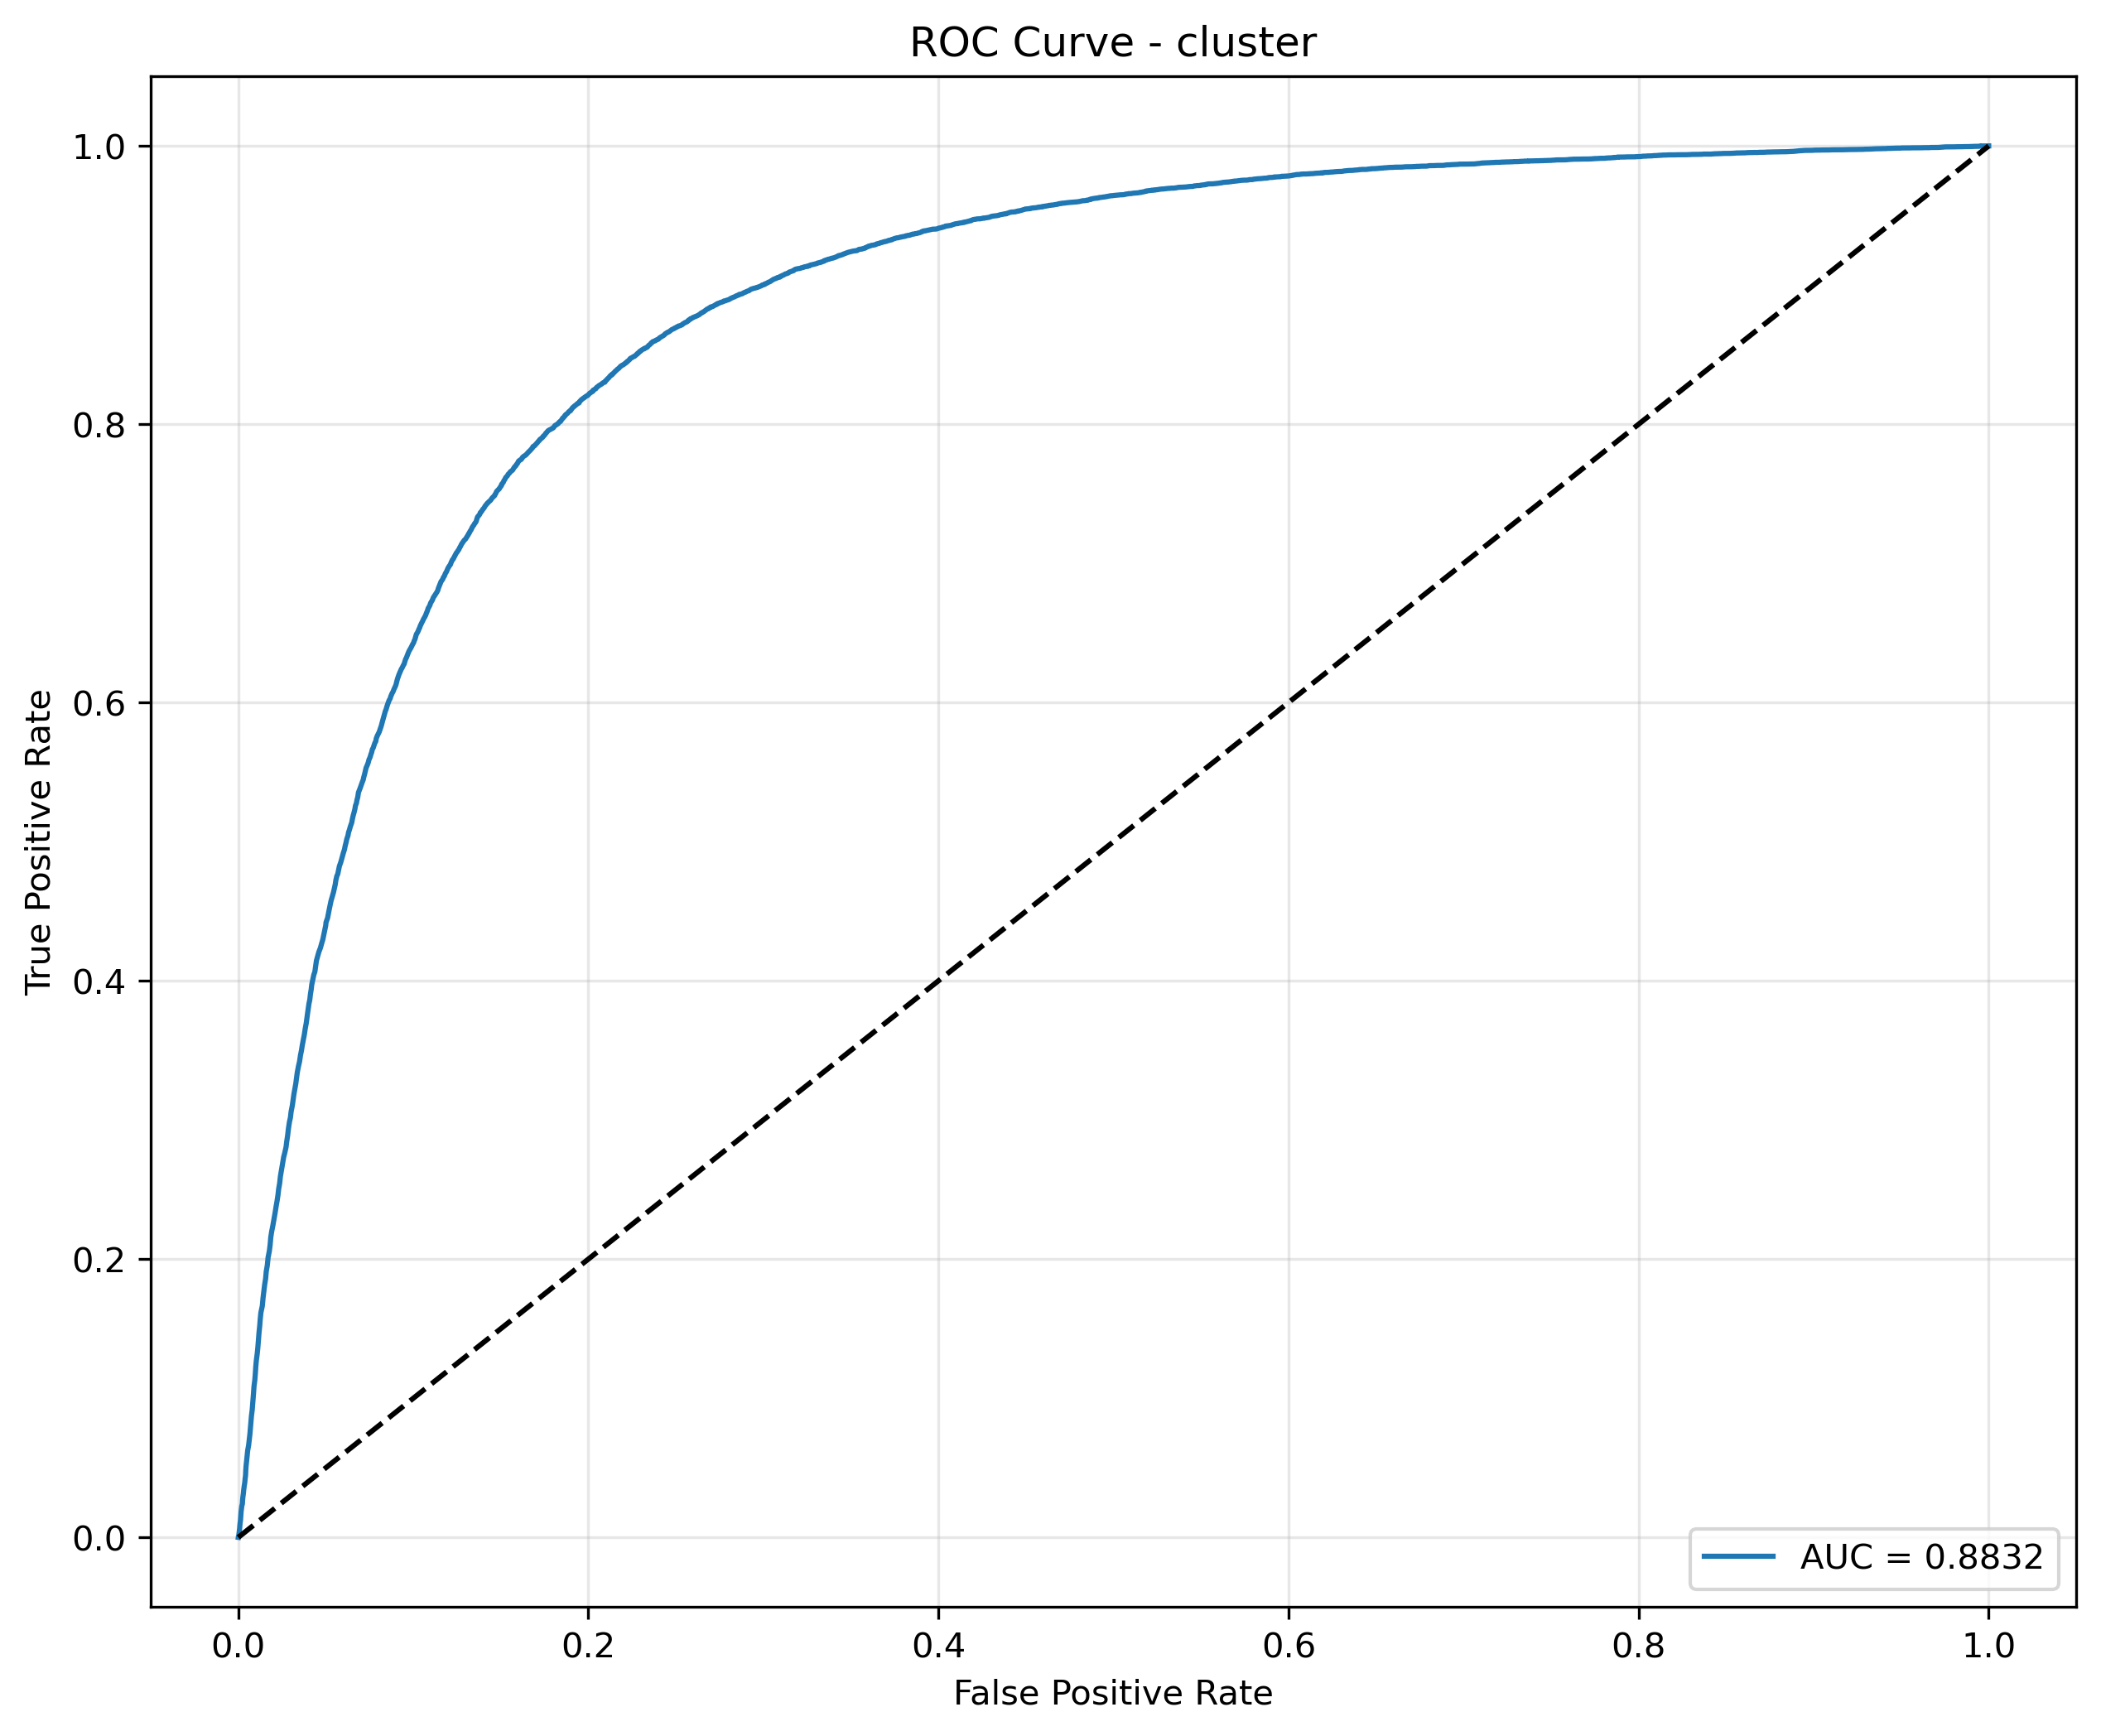 ROC Curve - cluster
True Positive Rate
1.0
0.8
0.6
0.4
0.2
0.0
AUC = 0.8832
0.0 0.2 0.4 0.6 0.8 1.0
False Positive Rate